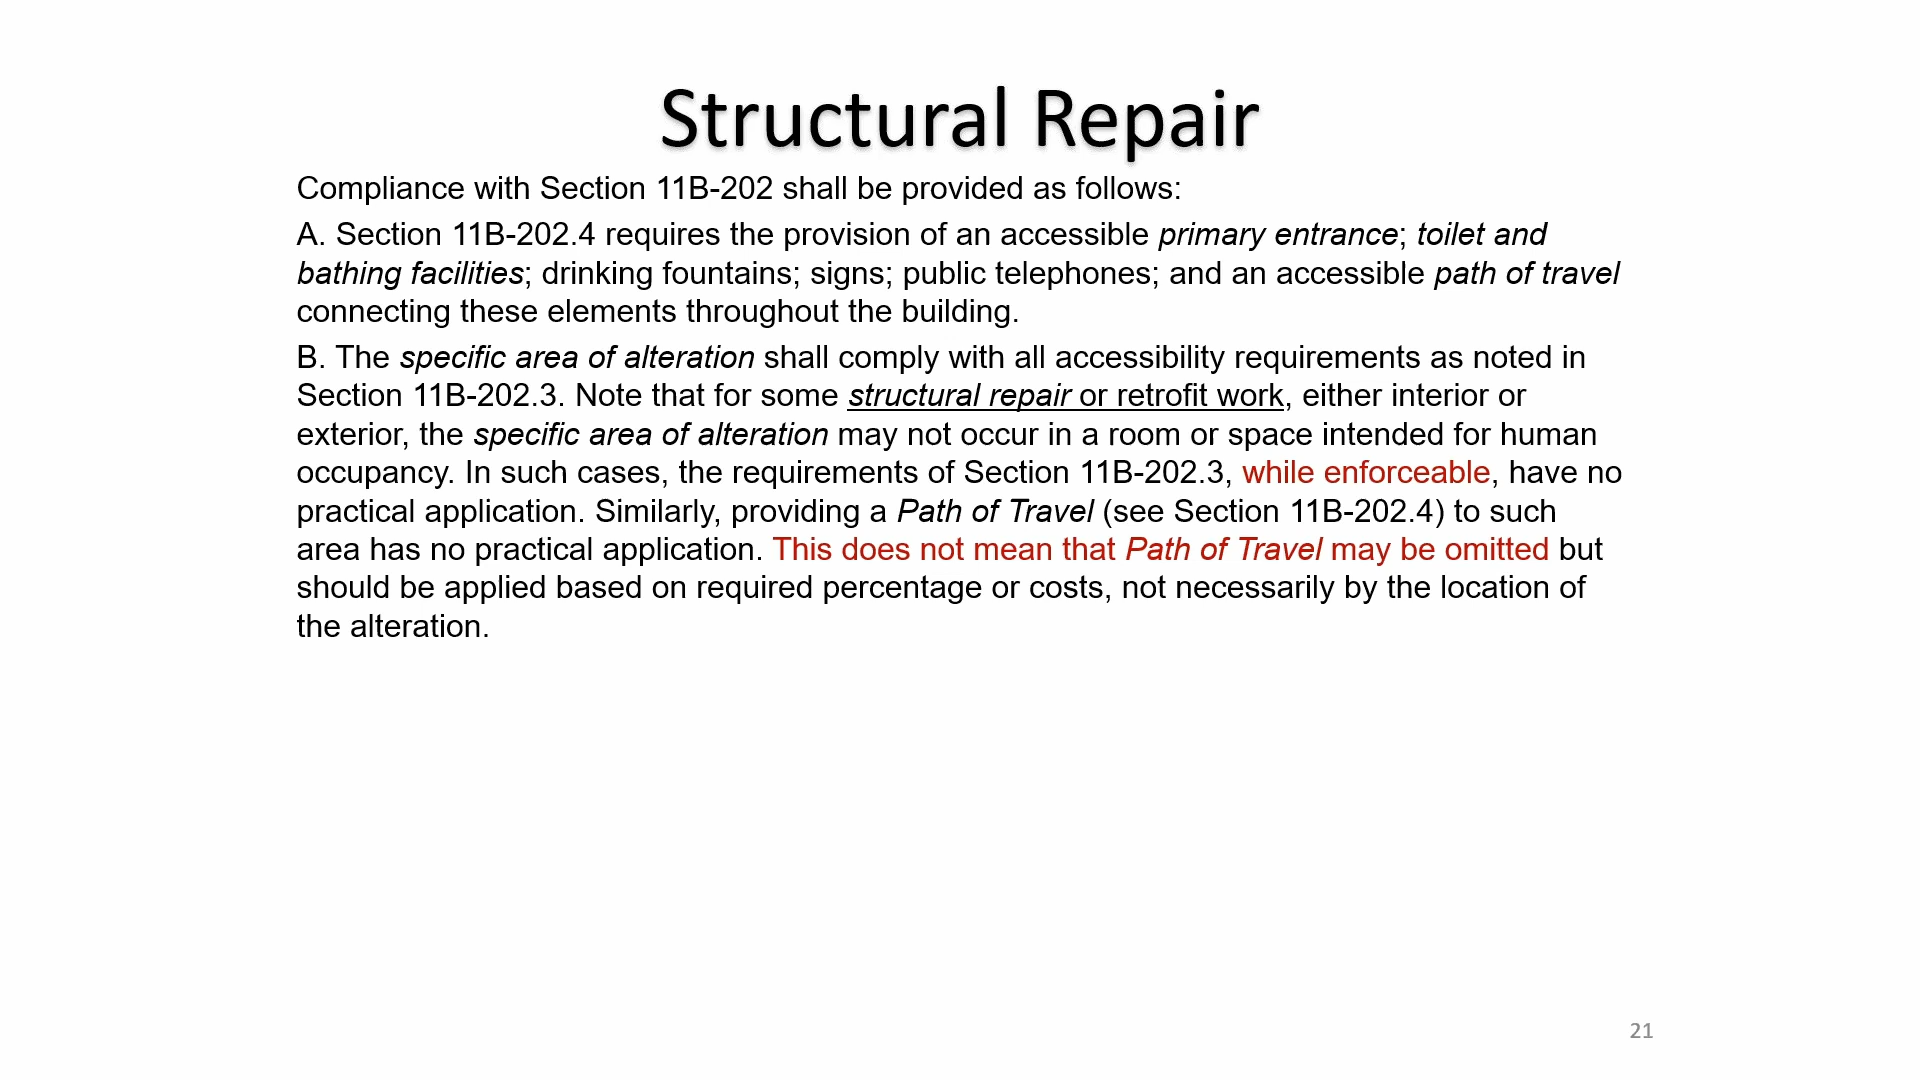 Structural Repair
Compliance with Section 11B-202 shall be provided as follows:
A. Section 11B-202.4 requires the provision of an accessible primary entrance; toilet and
bathing facilities; drinking fountains; signs; public telephones; and an accessible path of travel
connecting these elements throughout the building.
B. The specific area of alteration shall comply with all accessibility requirements as noted in
Section 11B-202.3. Note that for some structural repair or retrofit work, either interior or
exterior, the specific area of alteration may not occur in a room or space intended for human
occupancy. In such cases, the requirements of Section 11B-202.3, while enforceable, have no
practical application. Similarly, providing a Path of Travel (see Section 11B-202.4) to such
area has no practical application. This does not mean that Path of Travel may be omitted but
should be applied based on required percentage or costs, not necessarily by the location of
the alteration.
21